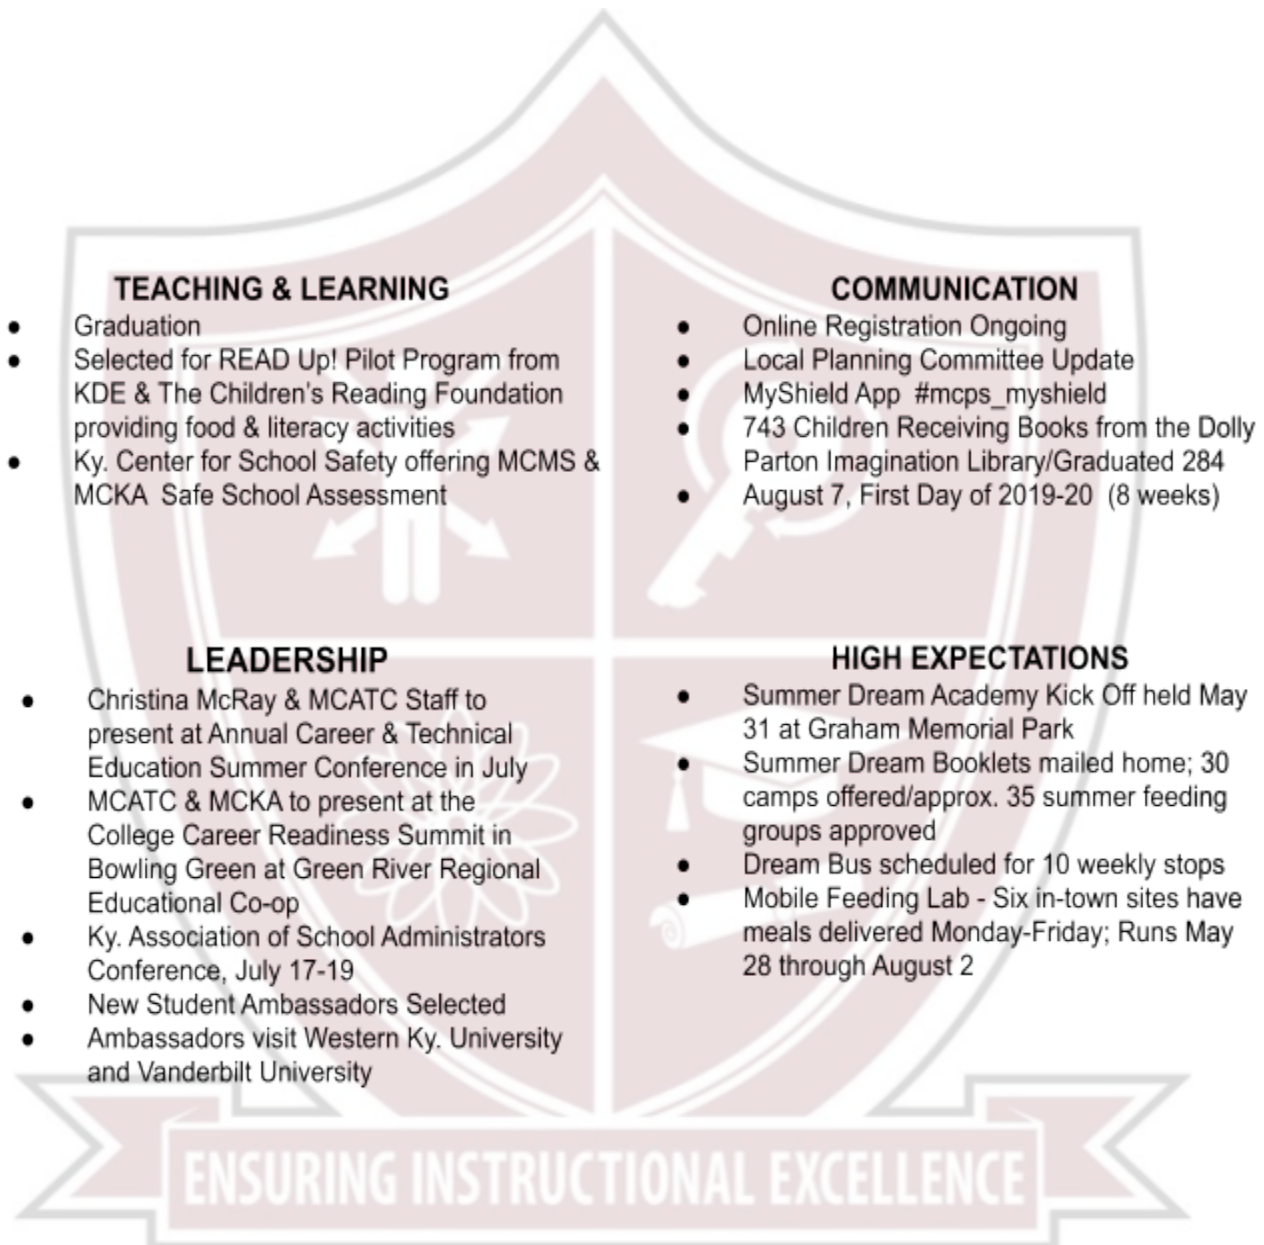 TEACHING & LEARNING
● Graduation
● Selected for READ Up! Pilot Program from
KDE & The Children's Reading Foundation
providing food & literacy activities
● Ky. Center for School Safety offering MCMS &
MCKA  Safe School Assessment
COMMUNICATION
● Online Registration Ongoing
● Local Planning Committee Update
● MyShield App  #mcps_myshield
● 743 Children Receiving Books from the Dolly
Parton Imagination Library/Graduated 284
● August 7, First Day of 2019-20  (8 weeks)
LEADERSHIP
● Christina McRay & MCATC Staff to
present at Annual Career & Technical
Education Summer Conference in July
● MCATC & MCKA to present at the
College Career Readiness Summit in
Bowling Green at Green River Regional
Educational Co-op
● Ky. Association of School Administrators
Conference, July 17-19
● New Student Ambassadors Selected
● Ambassadors visit Western Ky. University
and Vanderbilt University
HIGH EXPECTATIONS
● Summer Dream Academy Kick Off held May
31 at Graham Memorial Park
● Summer Dream Booklets mailed home; 30
camps offered/approx. 35 summer feeding
groups approved
● Dream Bus scheduled for 10 weekly stops
● Mobile Feeding Lab - Six in-town sites have
meals delivered Monday-Friday; Runs May
28 through August 2
ENSURING INSTRUCTIONAL EXCELLENCE